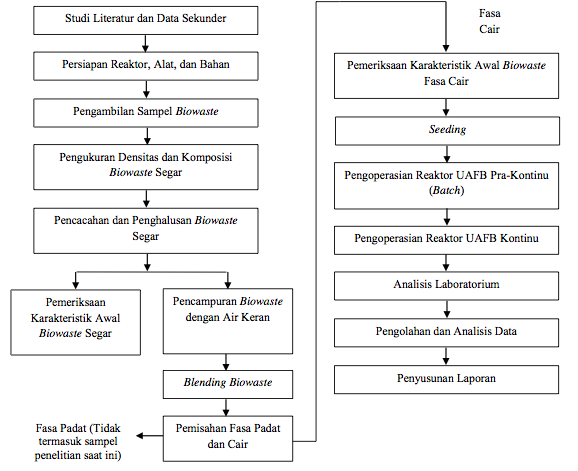 Studi Literatur dan Data Sekunder
Persiapan Reaktor, Alat, dan Bahan
Pengambilan Sampel Biowaste
Pengukuran Densitas dan Komposisi
Biowaste Segar
Pencacahan dan Penghalusan Biowaste
Segar
Pemeriksaan
Karakteristik Awal
Biowaste Segar
Pencampuran Biowaste
dengan Air Keran
Blending Biowaste
Pemisahan Fasa Padat
dan Cair
Fasa Padat (Tidak
termasuk sampel
penelitian saat ini)
Fasa
Cair
Pemeriksaan Karakteristik Awal Biowaste
Fasa Cair
Seeding
Pengoperasian Reaktor UAFB Pra-Kontinu
(Batch)
Pengoperasian Reaktor UAFB Kontinu
Analisis Laboratorium
Pengolahan dan Analisis Data
Penyusunan Laporan